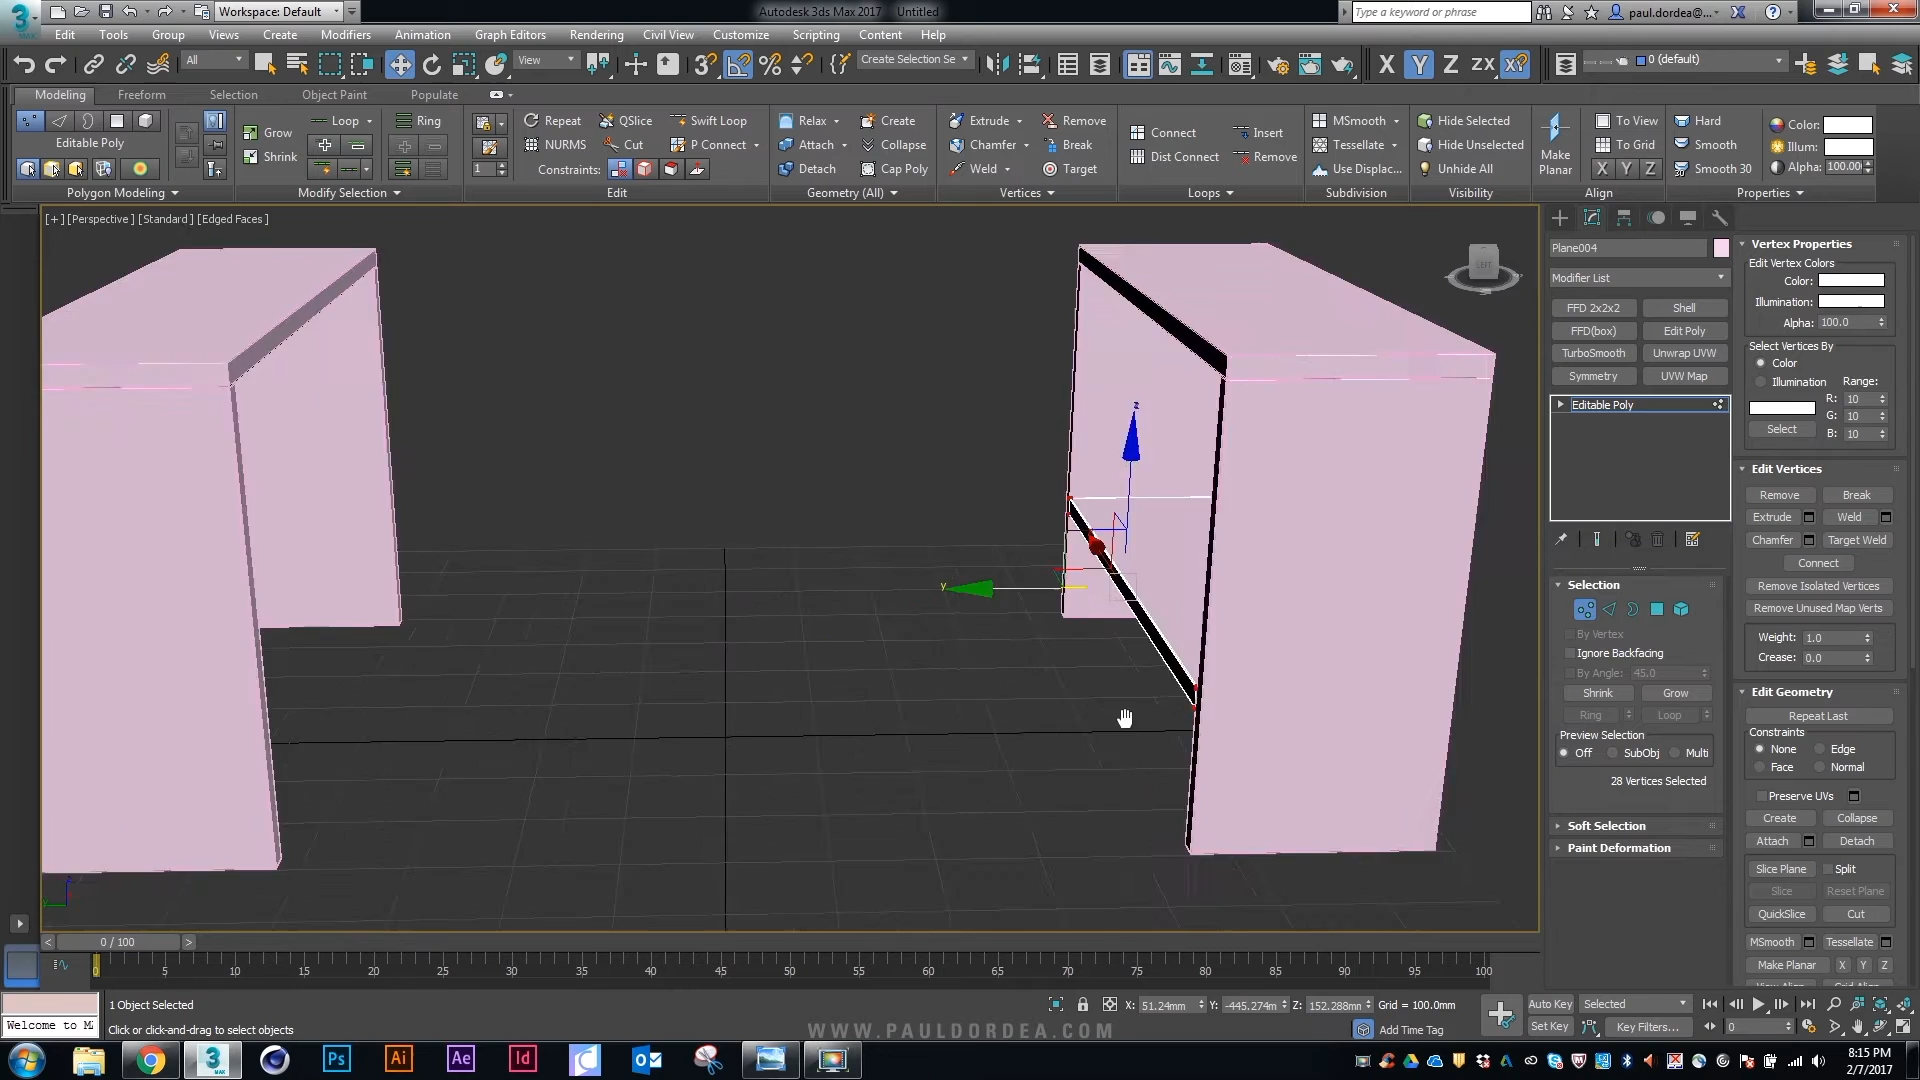 Workspace: Default
Autodesk 3ds Max 2017 Untitled
Type a keyword or phrase
paul.dordea@...
Edit Tools Group Views Create Modifiers Animation Graph Editors Rendering Civil View Customize Scripting Content Help
All
View
Create Selection Se
X Y Z ZX XY
0 (default)
Modeling Freeform Selection Object Paint Populate
Editable Poly
Polygon Modeling
Grow
Shrink
Loop
Ring
Modify Selection
1
Repeat QSlice Swift Loop
NURMS Cut P Connect
Constraints:
Edit
Relax Create
Attach Collapse
Detach Cap Poly
Geometry (All)
Extrude Remove
Chamfer Break
Weld Target
Vertices
Connect Insert
Dist Connect Remove
Loops
MSmooth
Tessellate
Use Displac...
Subdivision
Hide Selected
Hide Unselected
Unhide All
Visibility
Make
Planar
To View
To Grid
X Y Z
Align
Hard
Smooth
Smooth 30
Color:
Illum:
Alpha: 100.00
Properties
[+] [Perspective ] [Standard ] [Edged Faces ]
LEFT
z
y
Plane004
Modifier List
FFD 2x2x2 Shell
FFD(box) Edit Poly
TurboSmooth Unwrap UVW
Symmetry UVW Map
Editable Poly
Selection
By Vertex
Ignore Backfacing
By Angle: 45.0
Shrink Grow
Ring Loop
Preview Selection
Off SubObj Multi
28 Vertices Selected
Soft Selection
Paint Deformation
Vertex Properties
Edit Vertex Colors
Color:
Illumination:
Alpha: 100.0
Select Vertices By
Color
Illumination Range:
R: 10
G: 10
Select
B: 10
Edit Vertices
Remove Break
Extrude Weld
Chamfer Target Weld
Connect
Remove Isolated Vertices
Remove Unused Map Verts
Weight: 1.0
Crease: 0.0
Edit Geometry
Repeat Last
Constraints
None Edge
Face Normal
Preserve UVs
Create Collapse
Attach Detach
Slice Plane Split
Slice Reset Plane
QuickSlice Cut
MSmooth Tessellate
Make Planar X Y Z
0 / 100
0 5 10 15 20 25 30 35 40 45 50 55 60 65 70 75 80 85 90 95 100
1 Object Selected
Welcome to M
Click or click-and-drag to select objects
X: 51.24mm Y: -445.274m Z: 152.288mm Grid = 100.0mm
Add Time Tag
Auto Key Selected
Set Key Key Filters...
0
WWW.PAULDORDEA.COM
3 MAX
Ps Ai Ae Id
8:15 PM
2/7/2017